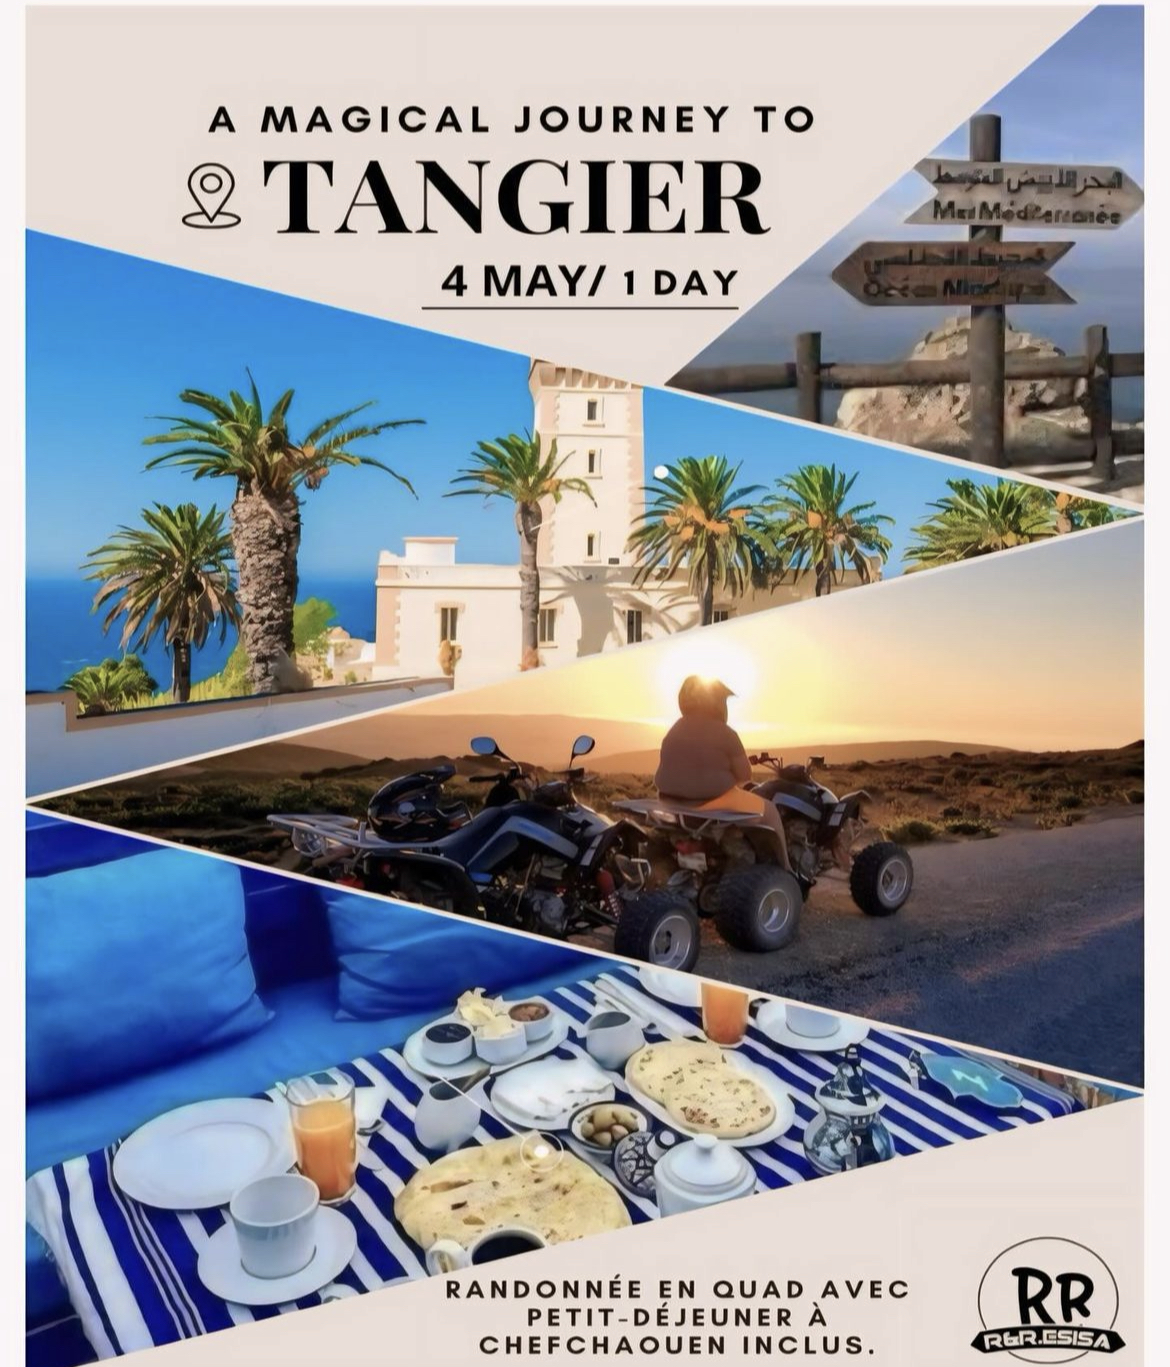 A MAGICAL JOURNEY TO
TANGIER
4 MAY/ 1 DAY
البحر الأبيض المتوسط
Mer Méditerranée
RANDONNÉE EN QUAD AVEC
PETIT-DÉJEUNER À
CHEFCHAOUEN INCLUS.
RR
R&R.ESISA